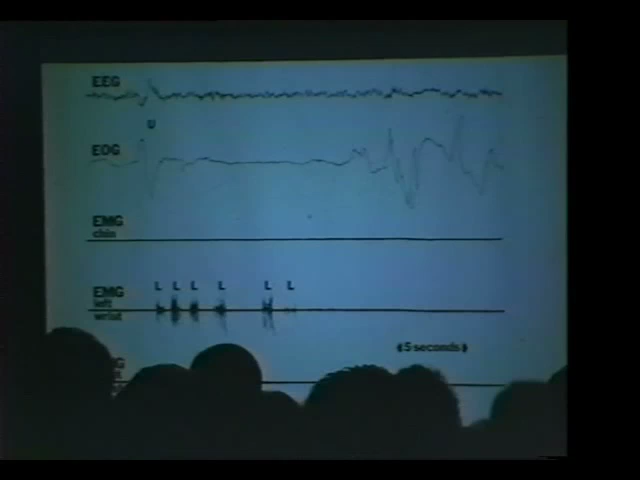 EEG
U
EOG
EMG
chin
L L L L L L
EMG
left
wrist
5 seconds